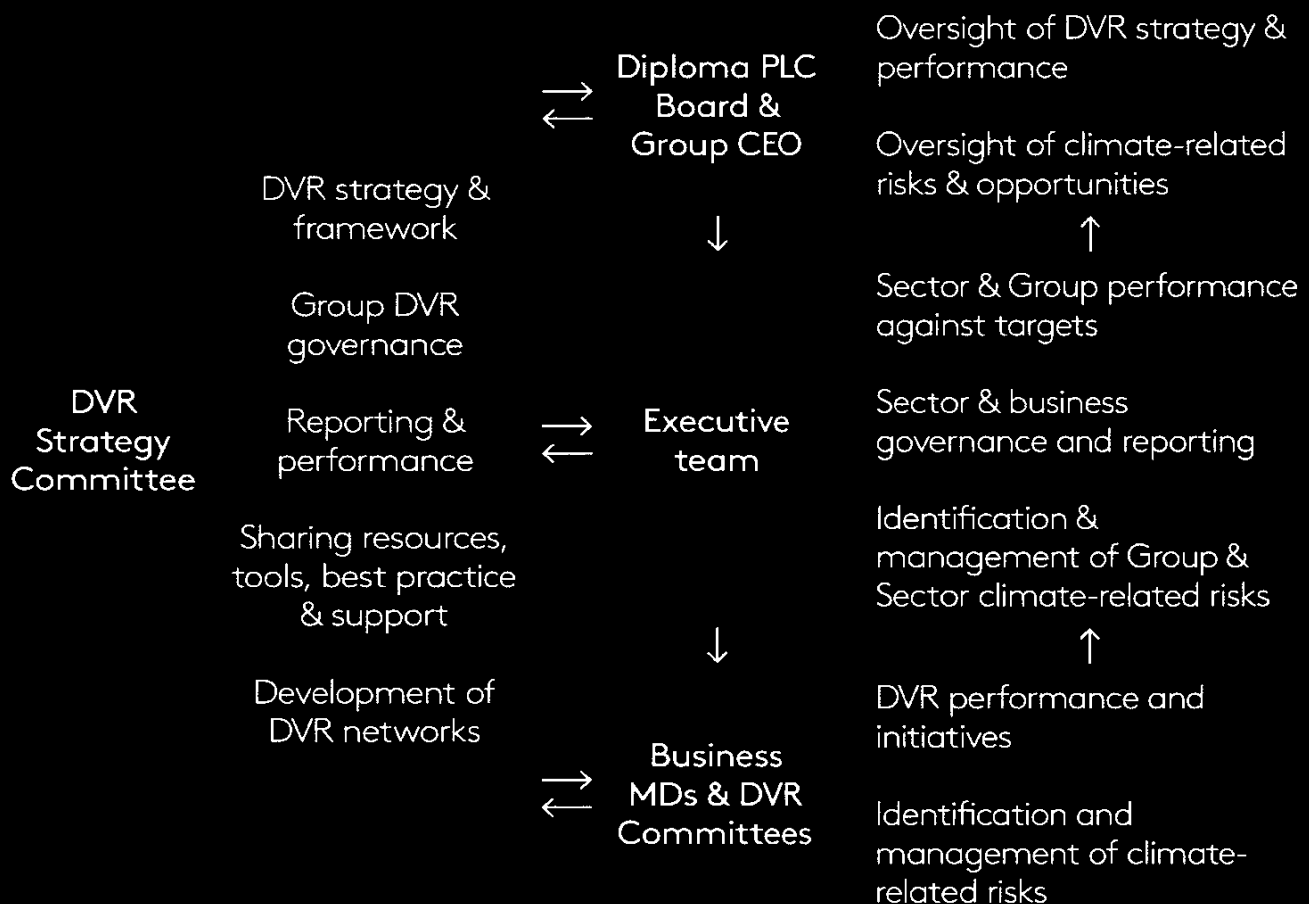 DVR
Strategy
Committee
DVR strategy &
framework
Group DVR
governance
Reporting &
performance
Sharing resources,
tools, best practice
& support
Development of
DVR networks
Diploma PLC
Board &
Group CEO
Executive
team
Business
MDs & DVR
Committees
Oversight of DVR strategy &
performance
Oversight of climate-related
risks & opportunities
Sector & Group performance
against targets
Sector & business
governance and reporting
Identification &
management of Group &
Sector climate-related risks
DVR performance and
initiatives
Identification and
management of climate-
related risks